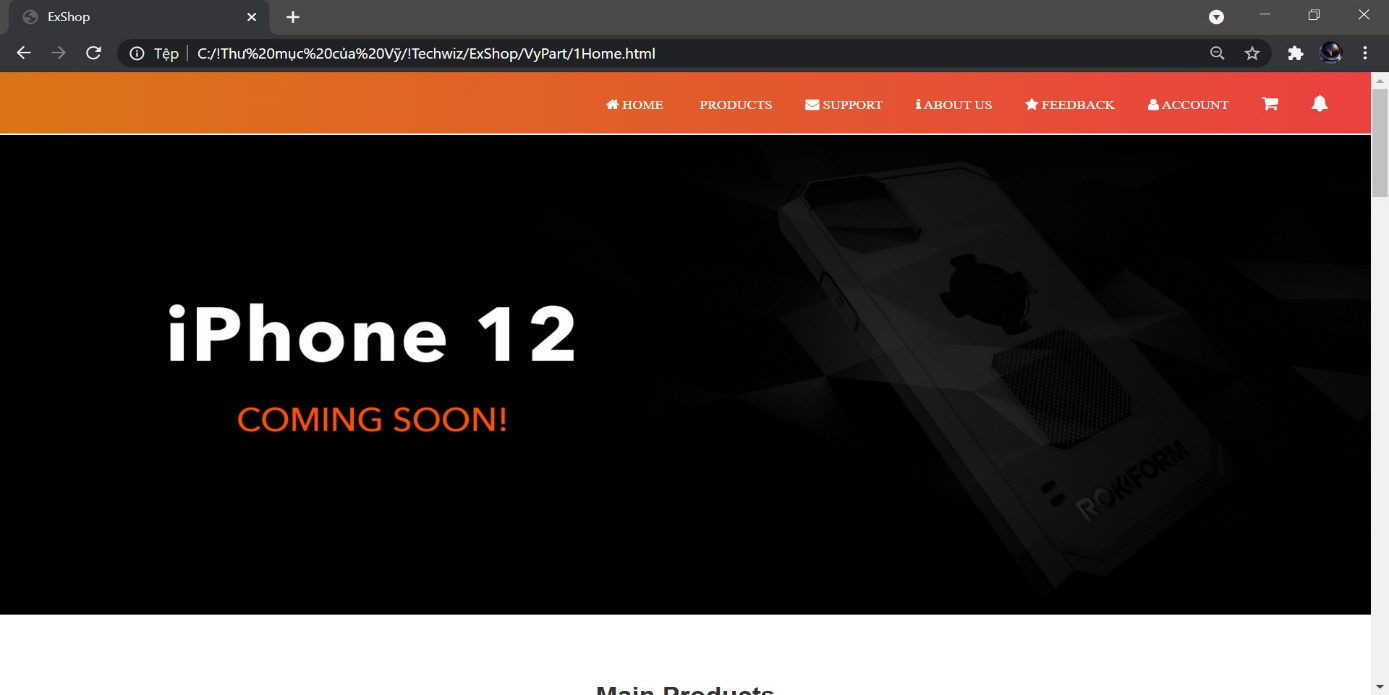 ExShop
Tệp C:/!Thư%20mục%20của%20Vỹ/!Techwiz/ExShop/VyPart/1Home.html
HOME PRODUCTS SUPPORT ABOUT US FEEDBACK ACCOUNT
iPhone 12
COMING SOON!
ROKFORM
Main Products